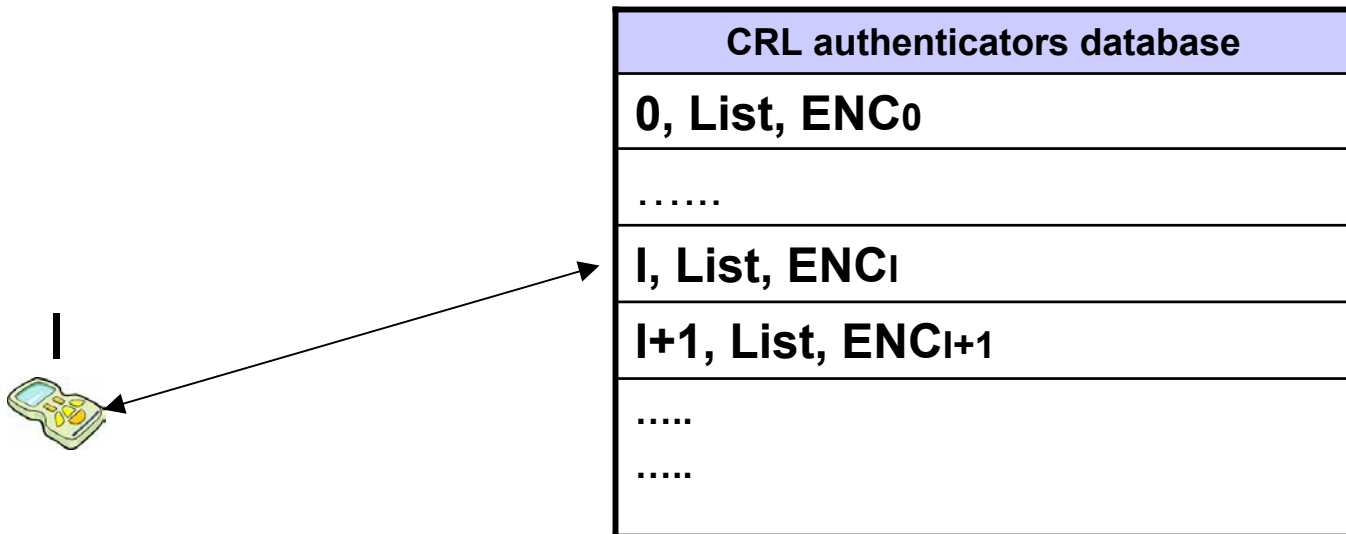 CRL authenticators database
0, List, ENC0
......
I, List, ENCI
I+1, List, ENCI+1
.....
.....
I